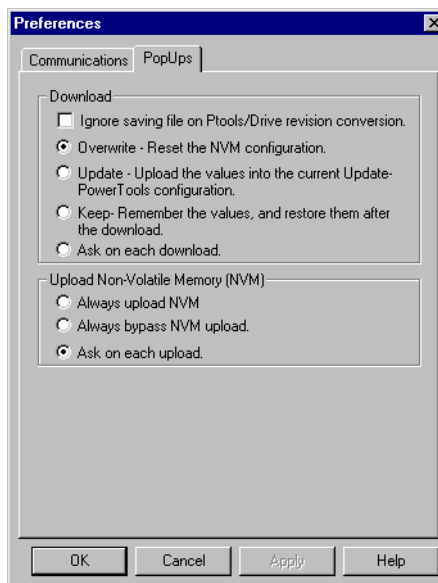 Preferences
Communications PopUps
Download
Ignore saving file on Ptools/Drive revision conversion.
Overwrite - Reset the NVM configuration.
Update - Upload the values into the current Update-
PowerTools configuration.
Keep- Remember the values, and restore them after
the download.
Ask on each download.
Upload Non-Volatile Memory (NVM)
Always upload NVM
Always bypass NVM upload.
Ask on each upload.
OK Cancel Apply Help